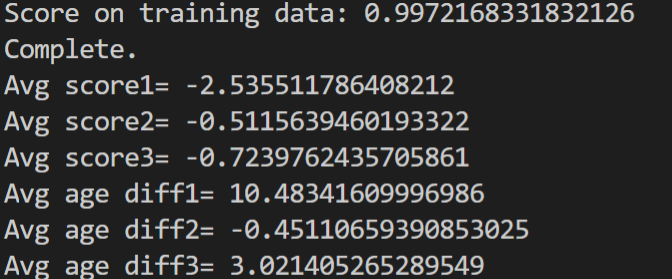 Score on training data: 0.9972168331832126
Complete.
Avg score1= -2.535511786408212
Avg score2= -0.5115639460193322
Avg score3= -0.7239762435705861
Avg age diff1= 10.48341609996986
Avg age diff2= -0.45110659390853025
Avg age diff3= 3.021405265289549